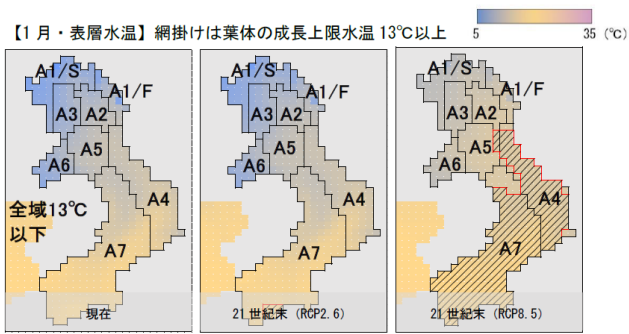 【1月・表層水温】網掛けは葉体の成長上限水温13℃以上
5 35 (℃)
A1/S
A1/F
A3 A2
A5
A6
A4
A7
全域13℃
以下
現在
A1/S
A1/F
A3 A2
A5
A6
A4
A7
21世紀末（RCP2.6）
A1/S
A1/F
A3 A2
A5
A6
A4
A7
21世紀末（RCP8.5）